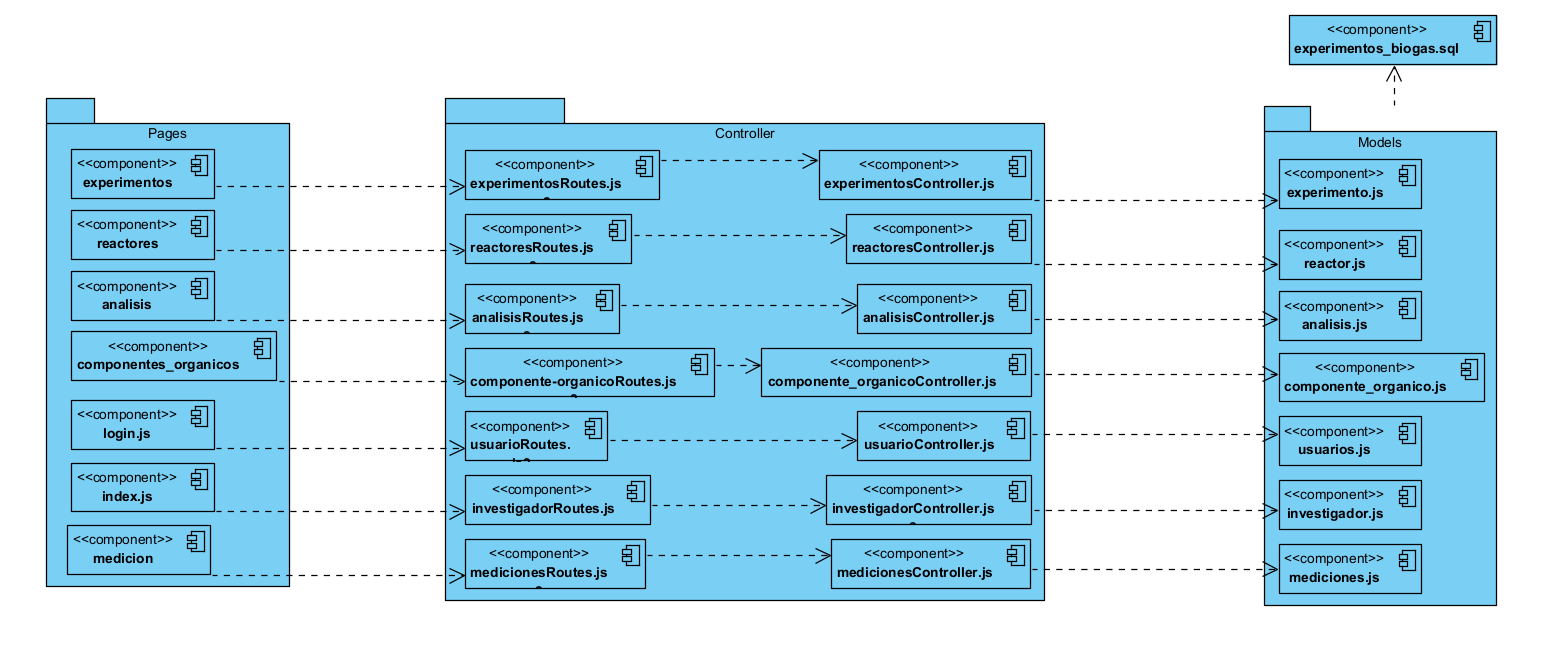 <<component>>
experimentos_biogas.sql
Pages
<<component>>
experimentos
<<component>>
reactores
<<component>>
analisis
<<component>>
componentes_organicos
<<component>>
login.js
<<component>>
index.js
<<component>>
medicion
Controller
<<component>>
experimentosRoutes.js
<<component>>
experimentosController.js
<<component>>
reactoresRoutes.js
<<component>>
reactoresController.js
<<component>>
analisisRoutes.js
<<component>>
analisisController.js
<<component>>
componente-organicoRoutes.js
<<component>>
componente_organicoController.js
<<component>>
usuarioRoutes.
<<component>>
usuarioController.js
<<component>>
investigadorRoutes.js
<<component>>
investigadorController.js
<<component>>
medicionesRoutes.js
<<component>>
medicionesController.js
Models
<<component>>
experimento.js
<<component>>
reactor.js
<<component>>
analisis.js
<<component>>
componente_organico.js
<<component>>
usuarios.js
<<component>>
investigador.js
<<component>>
mediciones.js